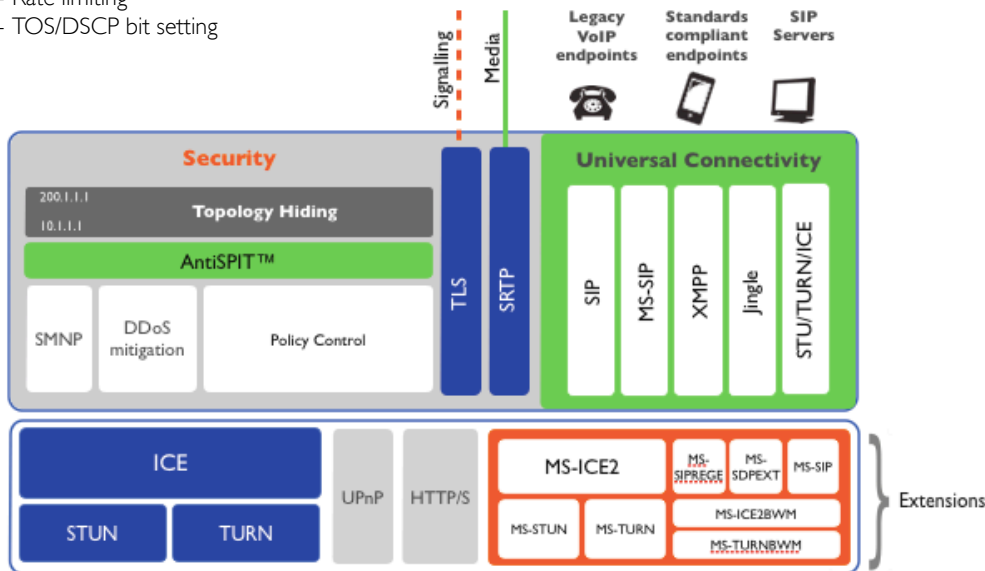 - Rate limiting
- TOS/DSCP bit setting
Signalling
Media
Legacy
VoIP
endpoints
Standards
compliant
endpoints
SIP
Servers
Security
200.1.1.1
10.1.1.1
Topology Hiding
AntiSPIT™
SMNP
DDoS
mitigation
Policy Control
TLS
SRTP
Universal Connectivity
SIP
MS-SIP
XMPP
Jingle
STU/TURN/ICE
ICE
STUN
TURN
UPnP
HTTP/S
MS-ICE2
MS-STUN
MS-TURN
MS-
SIPREGE
MS-
SDPEXT
MS-SIP
MS-ICE2BWM
MS-TURNBWM
Extensions